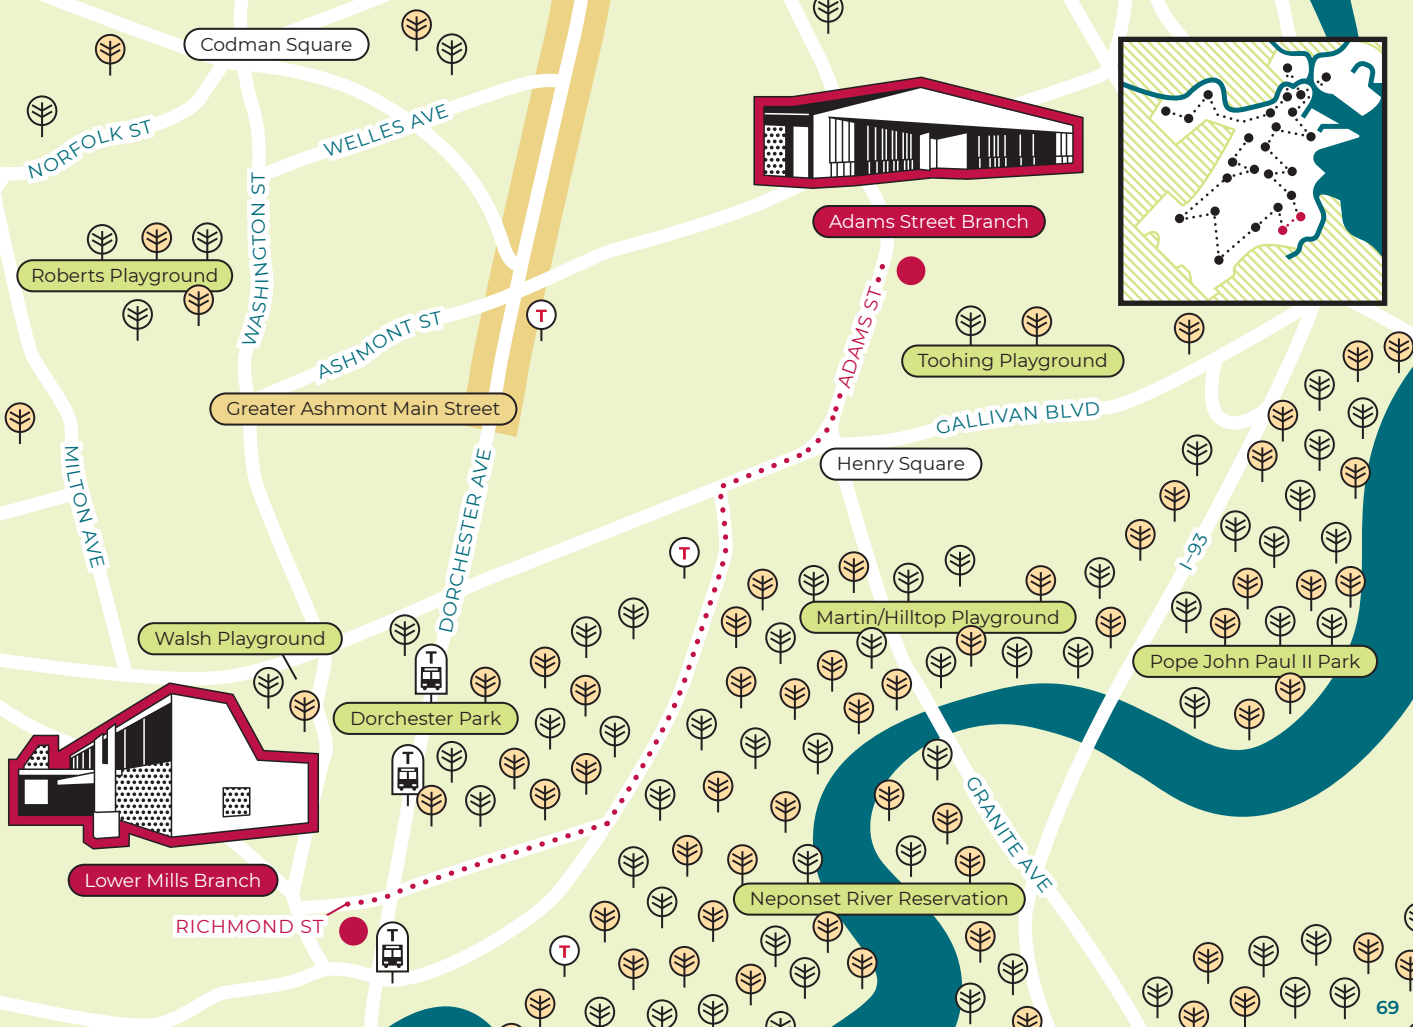 Codman Square
NORFOLK ST
WELLES AVE
WASHINGTON ST
Adams Street Branch
Roberts Playground
T
ADAMS ST
ASHMONT ST
Toohing Playground
Greater Ashmont Main Street
GALLIVAN BLVD
Henry Square
MILTON AVE
DORCHESTER AVE
T
I-93
Martin/Hilltop Playground
Walsh Playground
T
Pope John Paul II Park
Dorchester Park
T
GRANITE AVE
Lower Mills Branch
Neponset River Reservation
RICHMOND ST
T
T
69